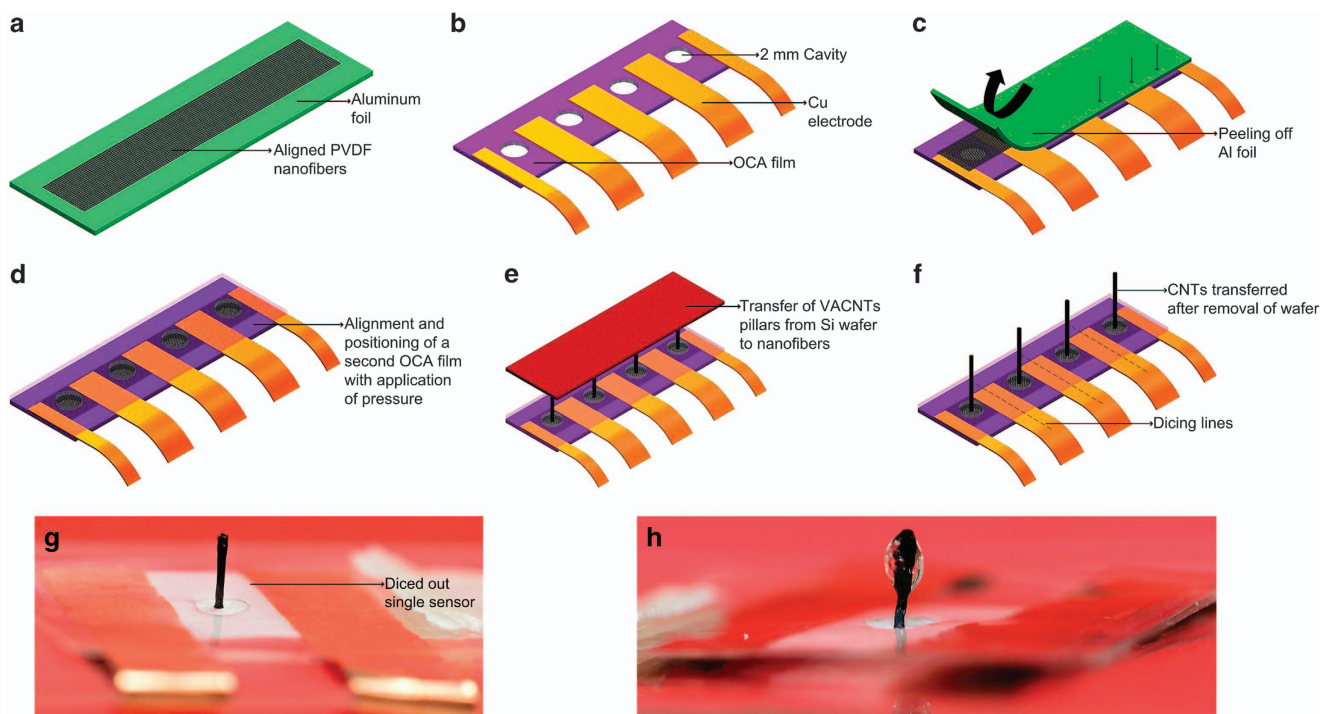 a
Aluminum
foil
Aligned PVDF
nanofibers
b
2 mm Cavity
Cu
electrode
OCA film
c
Peeling off
Al foil
d
Alignment and
positioning of a
second OCA film
with application
of pressure
e
Transfer of VACNTs
pillars from Si wafer
to nanofibers
f
CNTs transferred
after removal of wafer
Dicing lines
g
Diced out
single sensor
h